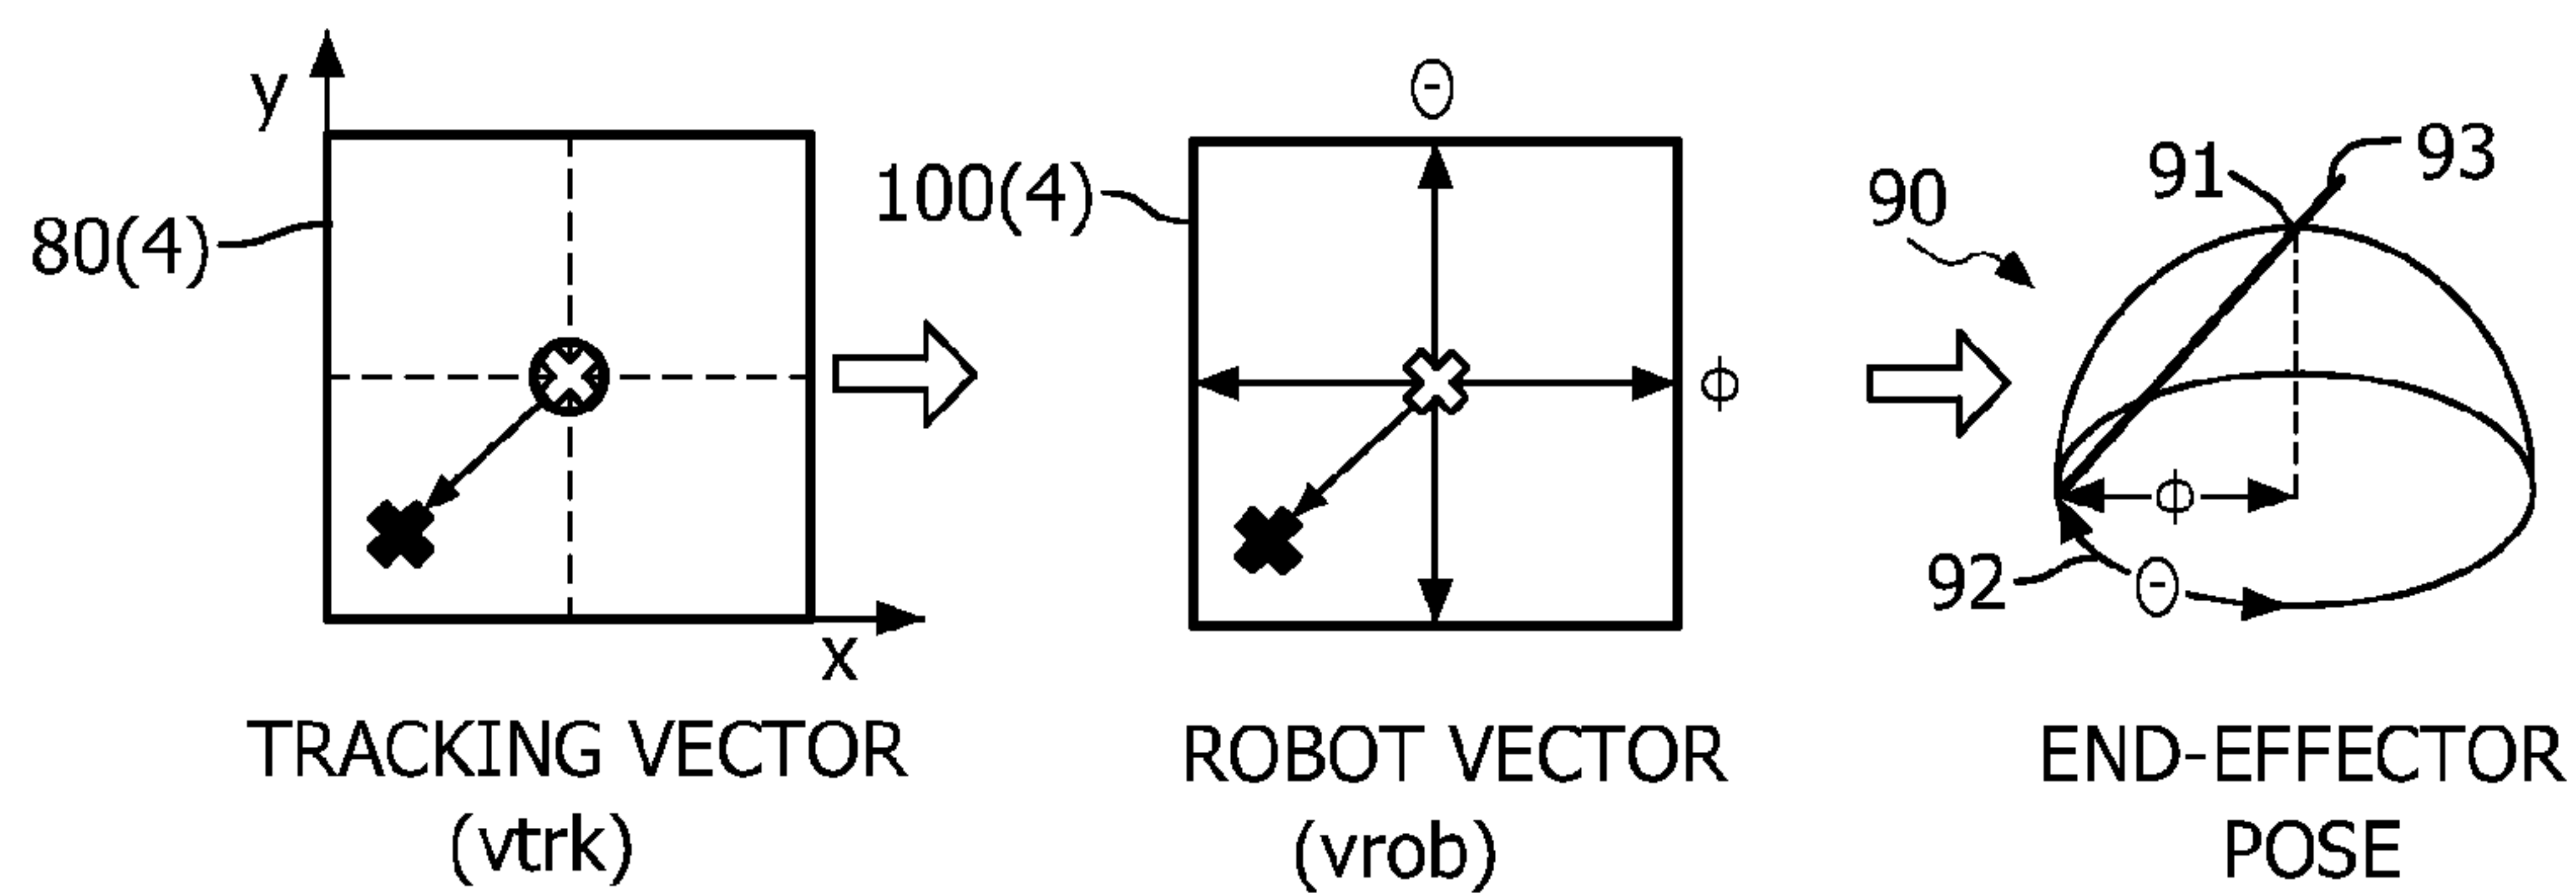 y
80(4)
x
TRACKING VECTOR
(vtrk)
Θ
100(4)
ϕ
ROBOT VECTOR
(vrob)
90
91
93
ϕ
92
Θ
END-EFFECTOR
POSE